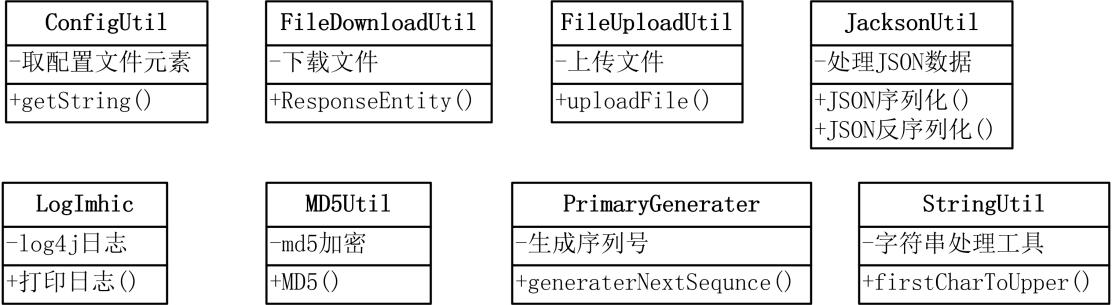 ConfigUtil
-取配置文件元素
+getString()
FileDownloadUtil
-下载文件
+ResponseEntity()
FileUploadUtil
-上传文件
+uploadFile()
JacksonUtil
-处理JSON数据
+JSON序列化()
+JSON反序列化()
LogImhic
-log4j日志
+打印日志()
MD5Util
-md5加密
+MD5()
PrimaryGenerater
-生成序列号
+generaterNextSequnce()
StringUtil
-字符串处理工具
+firstCharToUpper()